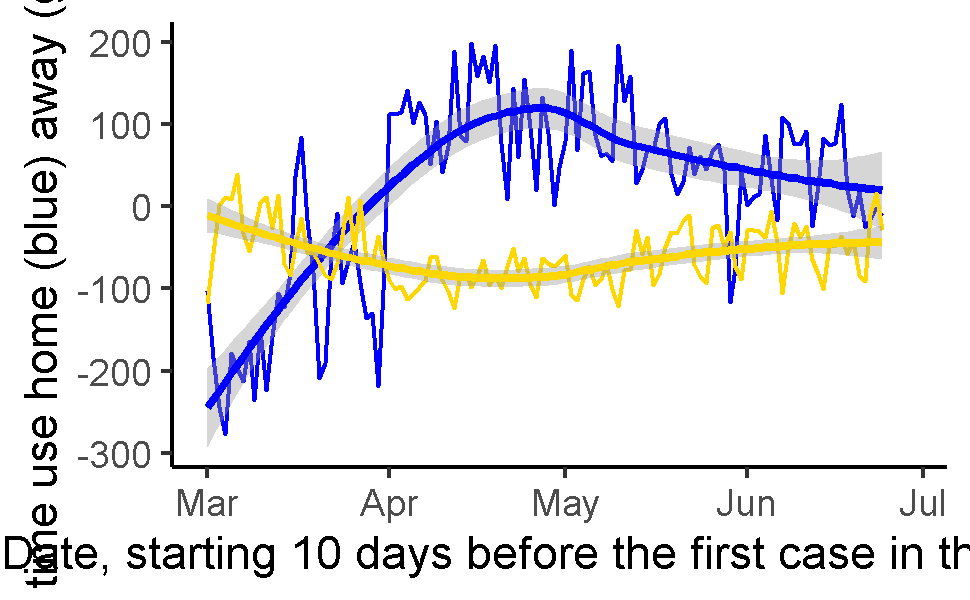 time use home (blue) away (
200
100
0
-100
-200
-300
Mar Apr May Jun Jul
Date, starting 10 days before the first case in th